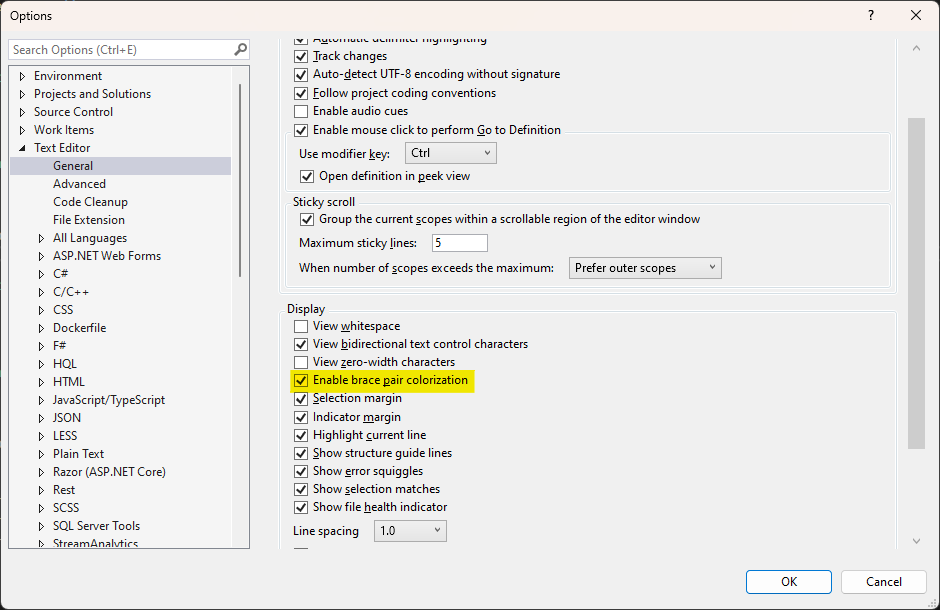 Options
?
Search Options (Ctrl+E)
Environment
Projects and Solutions
Source Control
Work Items
Text Editor
General
Advanced
Code Cleanup
File Extension
All Languages
ASP.NET Web Forms
C#
C/C++
CSS
Dockerfile
F#
HQL
HTML
JavaScript/TypeScript
JSON
LESS
Plain Text
Razor (ASP.NET Core)
Rest
SCSS
SQL Server Tools
StreamAnalytics
Automatic delimiter highlighting
Track changes
Auto-detect UTF-8 encoding without signature
Follow project coding conventions
Enable audio cues
Enable mouse click to perform Go to Definition
Use modifier key: Ctrl
Open definition in peek view
Sticky scroll
Group the current scopes within a scrollable region of the editor window
Maximum sticky lines: 5
When number of scopes exceeds the maximum: Prefer outer scopes
Display
View whitespace
View bidirectional text control characters
View zero-width characters
Enable brace pair colorization
Selection margin
Indicator margin
Highlight current line
Show structure guide lines
Show error squiggles
Show selection matches
Show file health indicator
Line spacing 1.0
OK Cancel